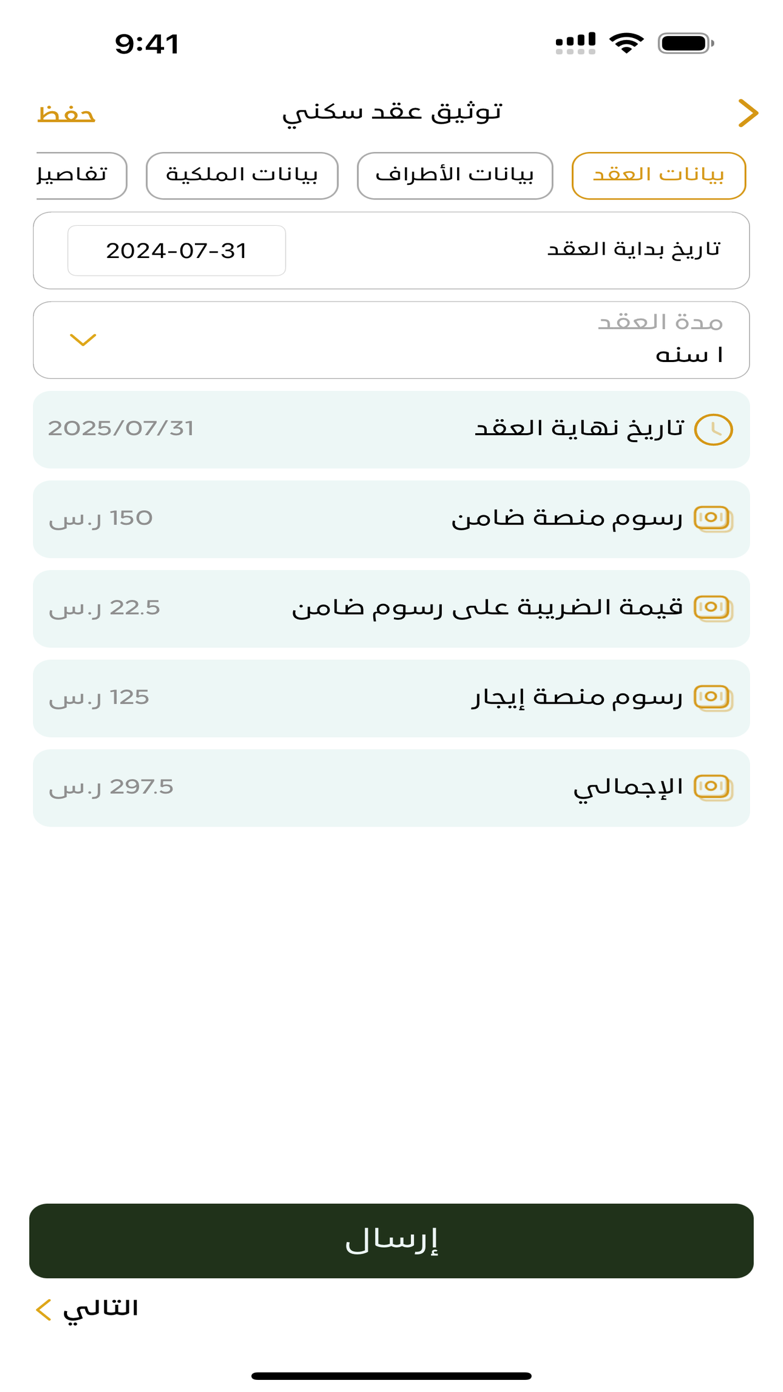 9:41
توثيق عقد سكني
حفظ
بيانات العقد
بيانات الأطراف
بيانات الملكية
تفاصيل
تاريخ بداية العقد
2024-07-31
مدة العقد
١ سنه
تاريخ نهاية العقد
2025/07/31
رسوم منصة ضامن
150 ر.س
قيمة الضريبة على رسوم ضامن
22.5 ر.س
رسوم منصة إيجار
125 ر.س
الإجمالي
297.5 ر.س
إرسال
التالي